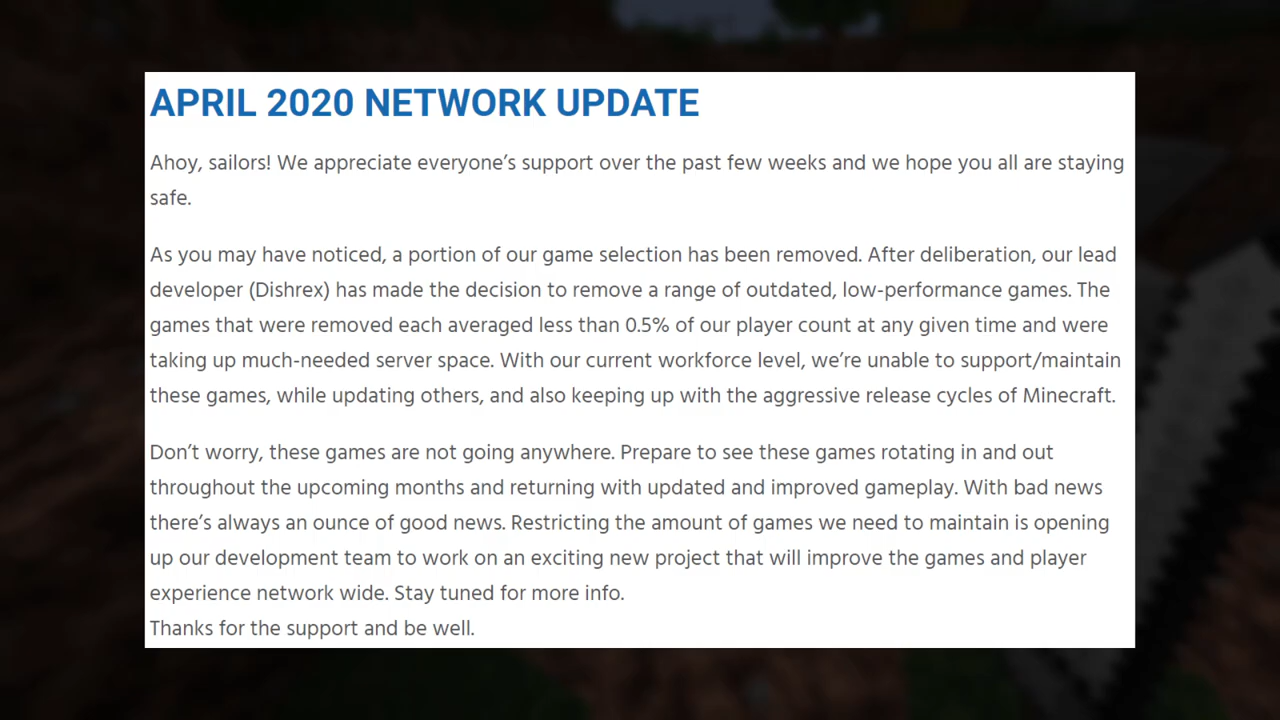 APRIL 2020 NETWORK UPDATE
Ahoy, sailors! We appreciate everyone’s support over the past few weeks and we hope you all are staying
safe.
As you may have noticed, a portion of our game selection has been removed. After deliberation, our lead
developer (Dishrex) has made the decision to remove a range of outdated, low-performance games. The
games that were removed each averaged less than 0.5% of our player count at any given time and were
taking up much-needed server space. With our current workforce level, we’re unable to support/maintain
these games, while updating others, and also keeping up with the aggressive release cycles of Minecraft.
Don’t worry, these games are not going anywhere. Prepare to see these games rotating in and out
throughout the upcoming months and returning with updated and improved gameplay. With bad news
there’s always an ounce of good news. Restricting the amount of games we need to maintain is opening
up our development team to work on an exciting new project that will improve the games and player
experience network wide. Stay tuned for more info.
Thanks for the support and be well.